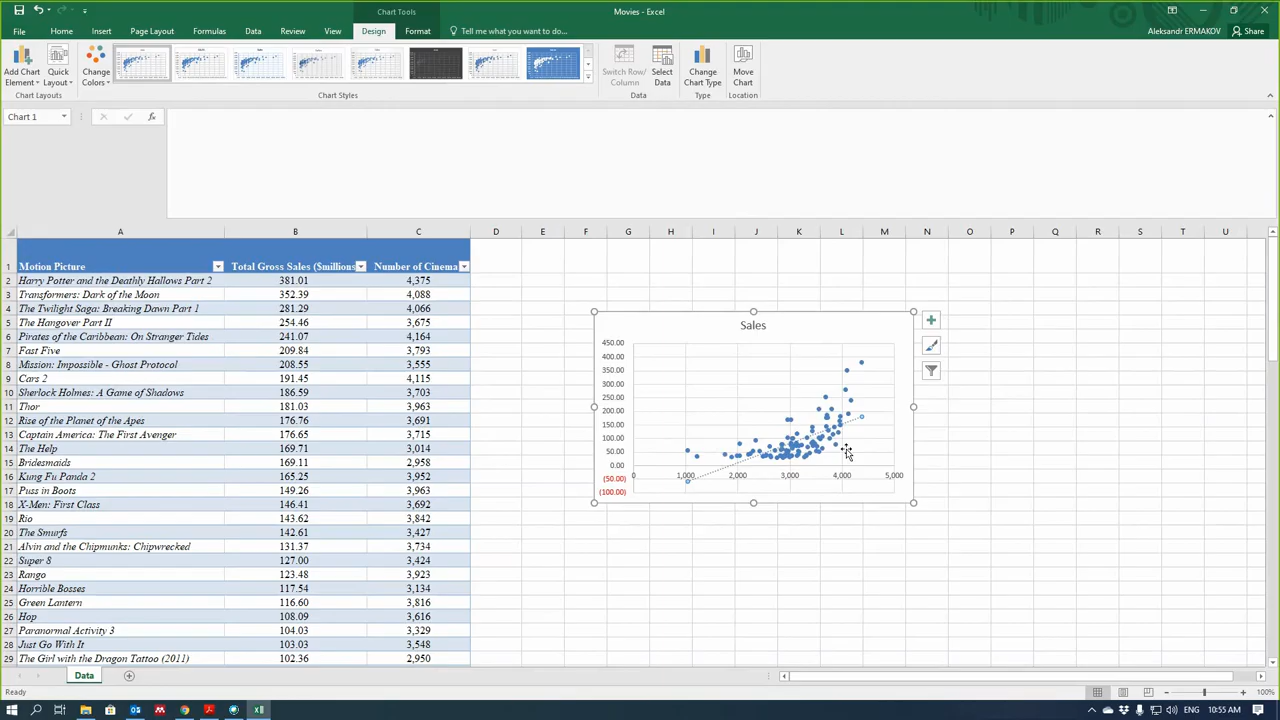 Chart Tools
Movies - Excel
File
Home
Insert
Page Layout
Formulas
Data
Review
View
Design
Format
Tell me what you want to do...
Aleksandr ERMAKOV
Share
Add Chart Element
Quick Layout
Change Colors
Switch Row/Column
Select Data
Change Chart Type
Move Chart
Chart Layouts
Chart Styles
Data
Type
Location
Chart 1
fx
A B C D E F G H I J K L M N O P Q R S T U
1 Motion Picture Total Gross Sales ($millions Number of Cinema
2 Harry Potter and the Deathly Hallows Part 2 381.01 4,375
3 Transformers: Dark of the Moon 352.39 4,088
4 The Twilight Saga: Breaking Dawn Part 1 281.29 4,066
5 The Hangover Part II 254.46 3,675
6 Pirates of the Caribbean: On Stranger Tides 241.07 4,164
7 Fast Five 209.84 3,793
8 Mission: Impossible - Ghost Protocol 208.55 3,555
9 Cars 2 191.45 4,115
10 Sherlock Holmes: A Game of Shadows 186.59 3,703
11 Thor 181.03 3,963
12 Rise of the Planet of the Apes 176.76 3,691
13 Captain America: The First Avenger 176.65 3,715
14 The Help 169.71 3,014
15 Bridesmaids 169.11 2,958
16 Kung Fu Panda 2 165.25 3,952
17 Puss in Boots 149.26 3,963
18 X-Men: First Class 146.41 3,692
19 Rio 143.62 3,842
20 The Smurfs 142.61 3,427
21 Alvin and the Chipmunks: Chipwrecked 131.37 3,734
22 Super 8 127.00 3,424
23 Rango 123.48 3,923
24 Horrible Bosses 117.54 3,134
25 Green Lantern 116.60 3,816
26 Hop 108.09 3,616
27 Paranormal Activity 3 104.03 3,329
28 Just Go With It 103.03 3,548
29 The Girl with the Dragon Tattoo (2011) 102.36 2,950
Sales
450.00
400.00
350.00
300.00
250.00
200.00
150.00
100.00
50.00
0.00
(50.00)
(100.00)
0 1,000 2,000 3,000 4,000 5,000
Data
Ready
100%
ENG
10:55 AM